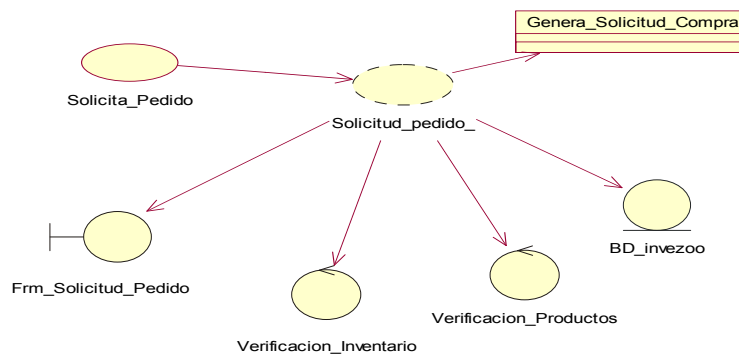 Genera_Solicitud_Compra
Solicita_Pedido
Solicitud_pedido_
Frm_Solicitud_Pedido
Verificacion_Inventario
Verificacion_Productos
BD_invezoo